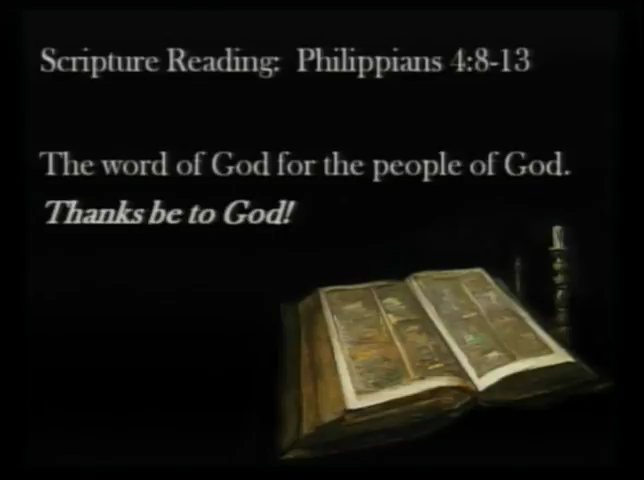 Scripture Reading:  Philippians 4:8-13
The word of God for the people of God.
Thanks be to God!